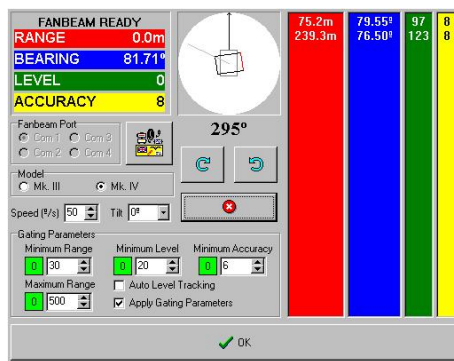 FANBEAM READY
RANGE 0.0m
BEARING 81.71º
LEVEL 0
ACCURACY 8
Fanbeam Port
Com 1 Com 3
Com 2 Com 4
Model
Mk. III Mk. IV
Speed (º/s) 50 Tilt 0º
295º
Gating Parameters
Minimum Range Minimum Level Minimum Accuracy
0 30 0 20 0 6
Maximum Range
0 500
Auto Level Tracking
Apply Gating Parameters
75.2m 79.55º 97 8
239.3m 76.50º 123 8
OK